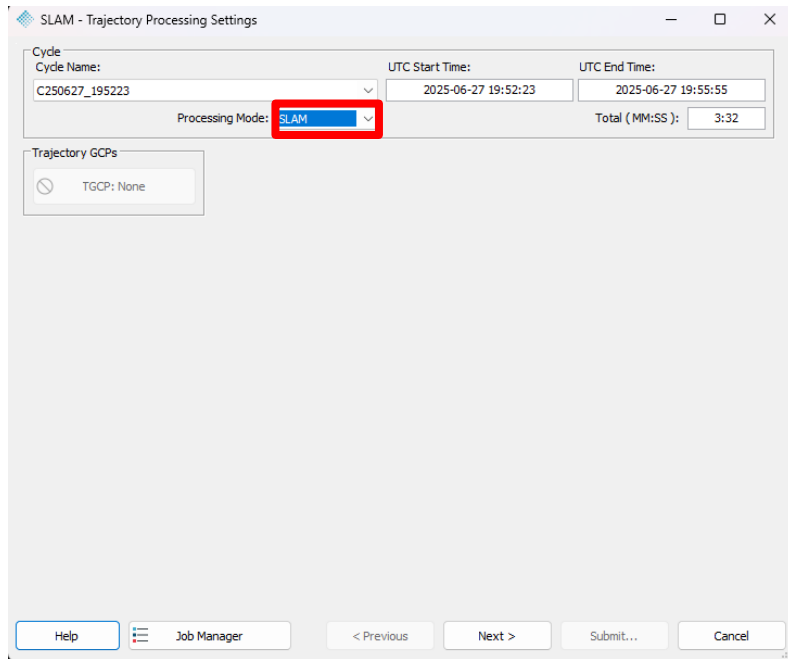 SLAM - Trajectory Processing Settings
Cycle
Cycle Name:
UTC Start Time:
UTC End Time:
C250627_195223
2025-06-27 19:52:23
2025-06-27 19:55:55
Processing Mode:
SLAM
Total ( MM:SS ):
3:32
Trajectory GCPs
TGCP: None
Help
Job Manager
< Previous
Next >
Submit...
Cancel